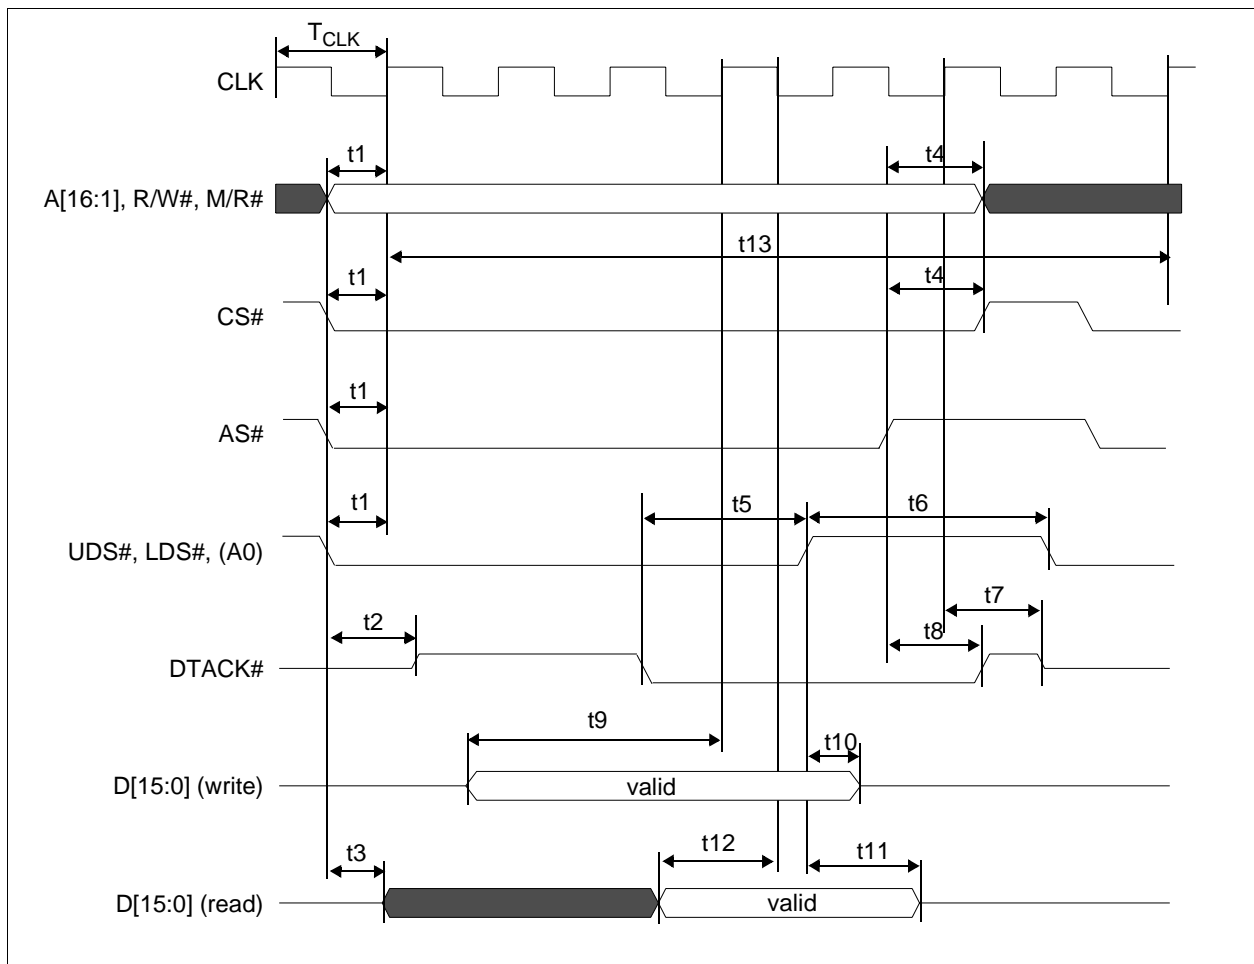 TCLK
CLK
t1
t4
A[16:1], R/W#, M/R#
t13
t1
t4
CS#
t1
AS#
t1
t5
t6
UDS#, LDS#, (A0)
t2
t7
t8
DTACK#
t9
t10
D[15:0] (write)
valid
t3
t12
t11
D[15:0] (read)
valid